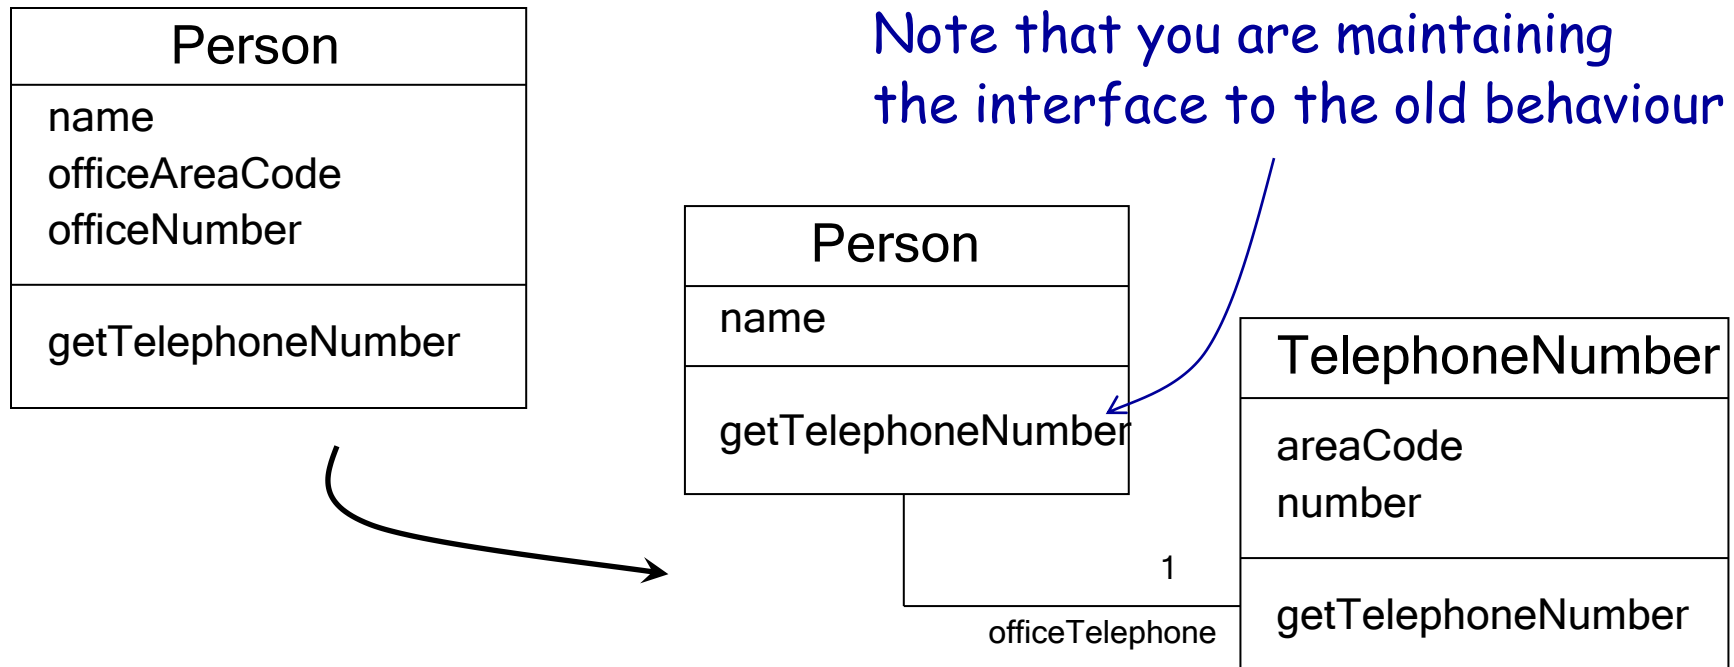 Person
name
officeAreaCode
officeNumber
getTelephoneNumber
Note that you are maintaining
the interface to the old behaviour
Person
name
getTelephoneNumber
1
officeTelephone
TelephoneNumber
areaCode
number
getTelephoneNumber